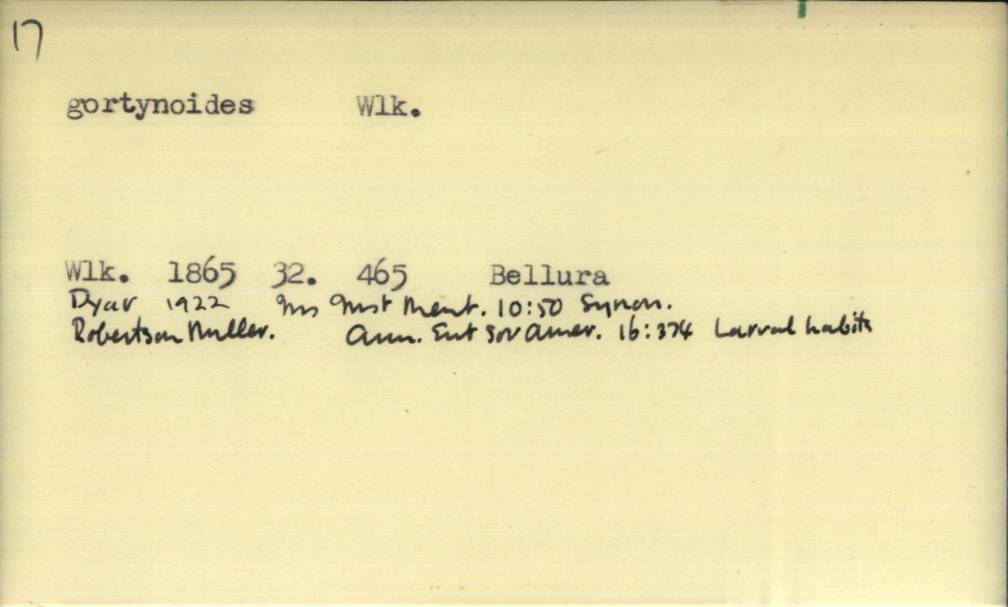 17
gortynoides Wlk.
Wlk. 1865 32. 465 Bellura
Dyar 1922 Ins Inst Ment. 10:50 Synon.
Robertson Miller. Ann. Ent Soc Amer. 16:374 Larval habits